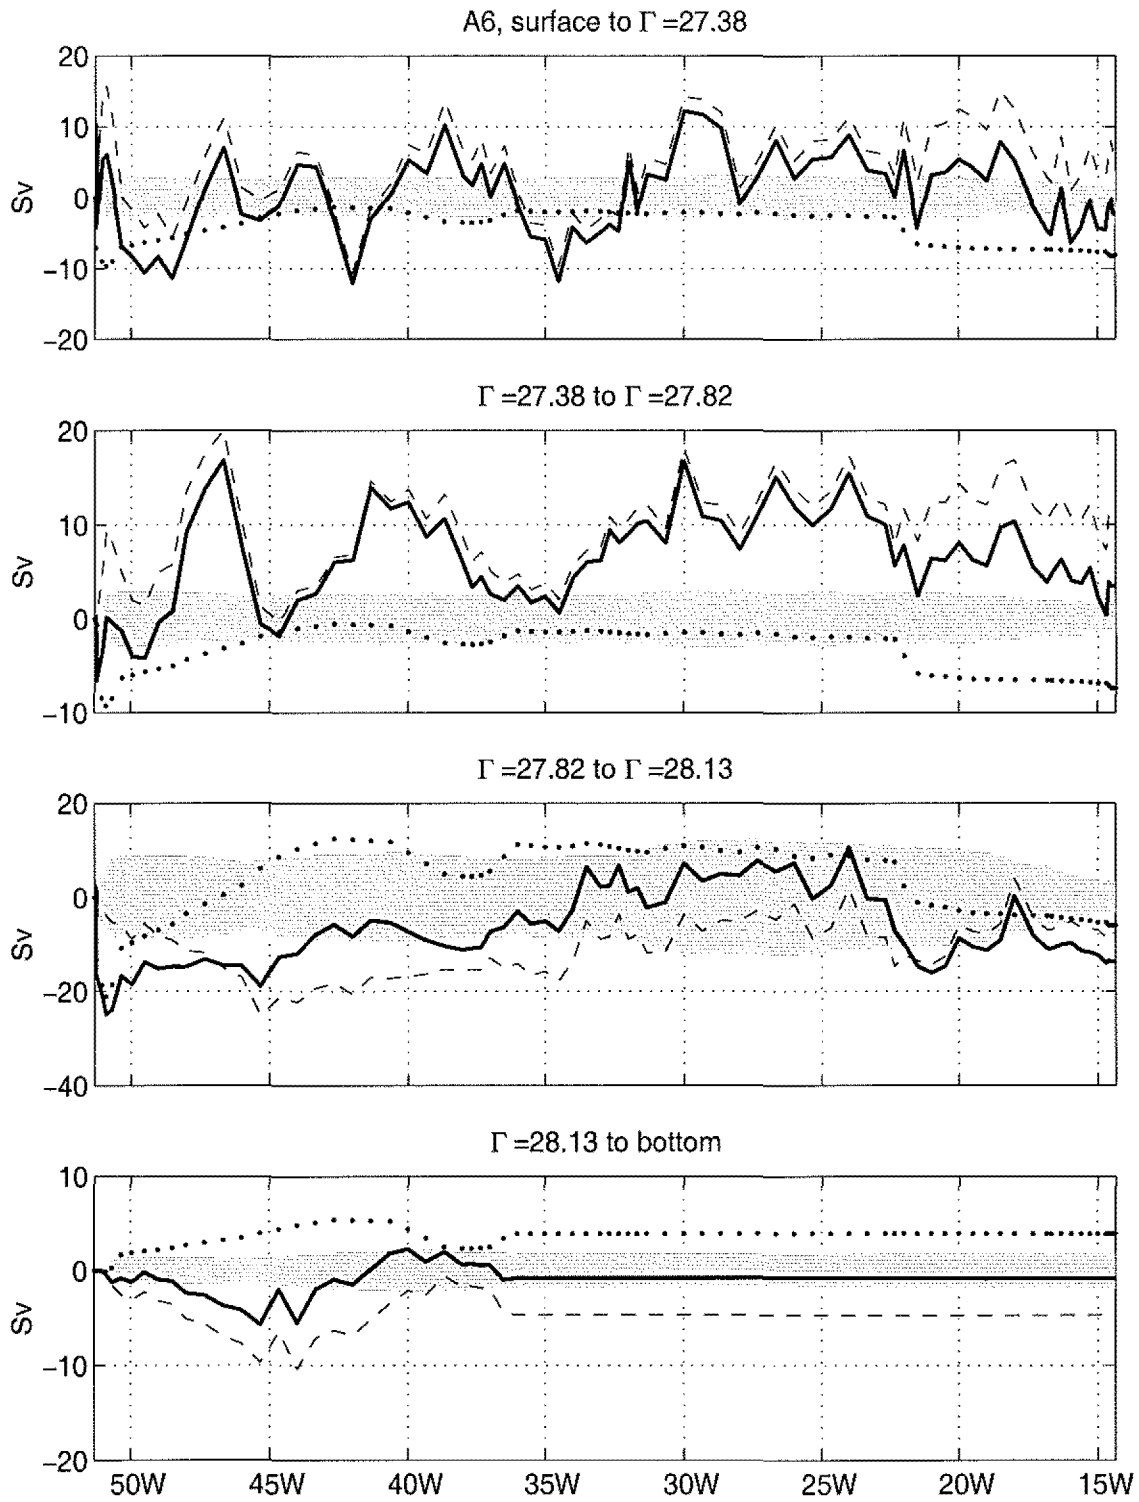 A6, surface to Γ =27.38
20
10
0
−10
−20
Sv
Γ =27.38 to Γ =27.82
20
10
0
−10
Sv
Γ =27.82 to Γ =28.13
20
0
−20
−40
Sv
Γ =28.13 to bottom
10
0
−10
−20
Sv
50W 45W 40W 35W 30W 25W 20W 15W